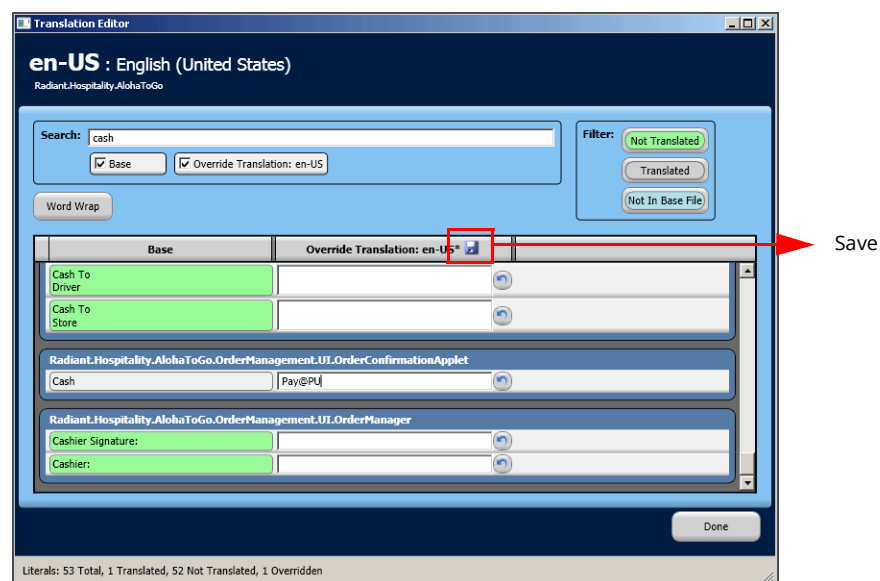 Translation Editor
en-US : English (United States)
Radiant.Hospitality.AlohaToGo
Search: cash
Base
Override Translation: en-US
Filter:
Not Translated
Translated
Not In Base File
Word Wrap
Base
Override Translation: en-US*
Save
Cash To
Driver
Cash To
Store
Radiant.Hospitality.AlohaToGo.OrderManagement.UI.OrderConfirmationApplet
Cash
Pay@PU
Radiant.Hospitality.AlohaToGo.OrderManagement.UI.OrderManager
Cashier Signature:
Cashier:
Done
Literals: 53 Total, 1 Translated, 52 Not Translated, 1 Overridden